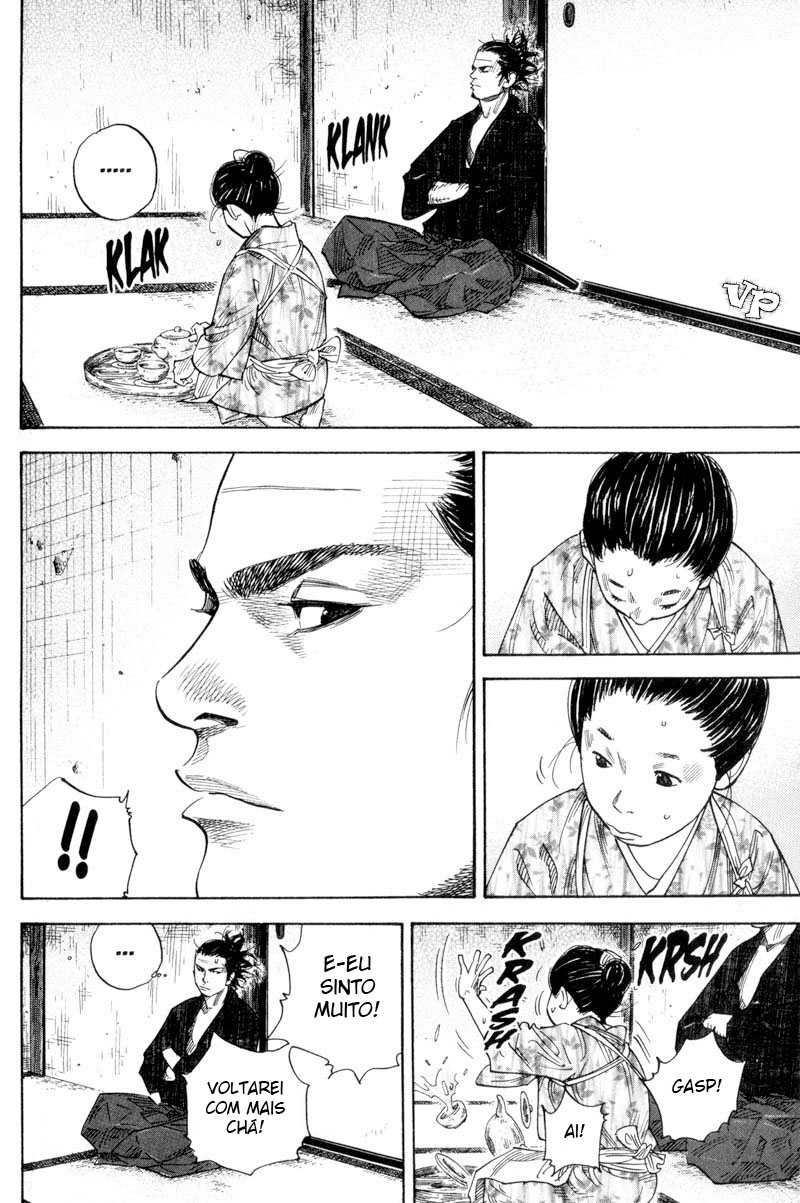 ......
KLANK
KLAK
VP
!!
GASP!
KRSH
KRASH
AI!
E-EU
SINTO
MUITO!
VOLTAREI
COM MAIS
CHÁ!
...